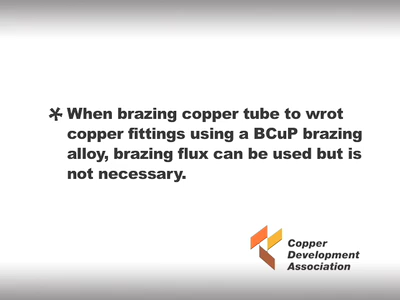 * When brazing copper tube to wrot
copper fittings using a BCuP brazing
alloy, brazing flux can be used but is
not necessary.
Copper
Development
Association